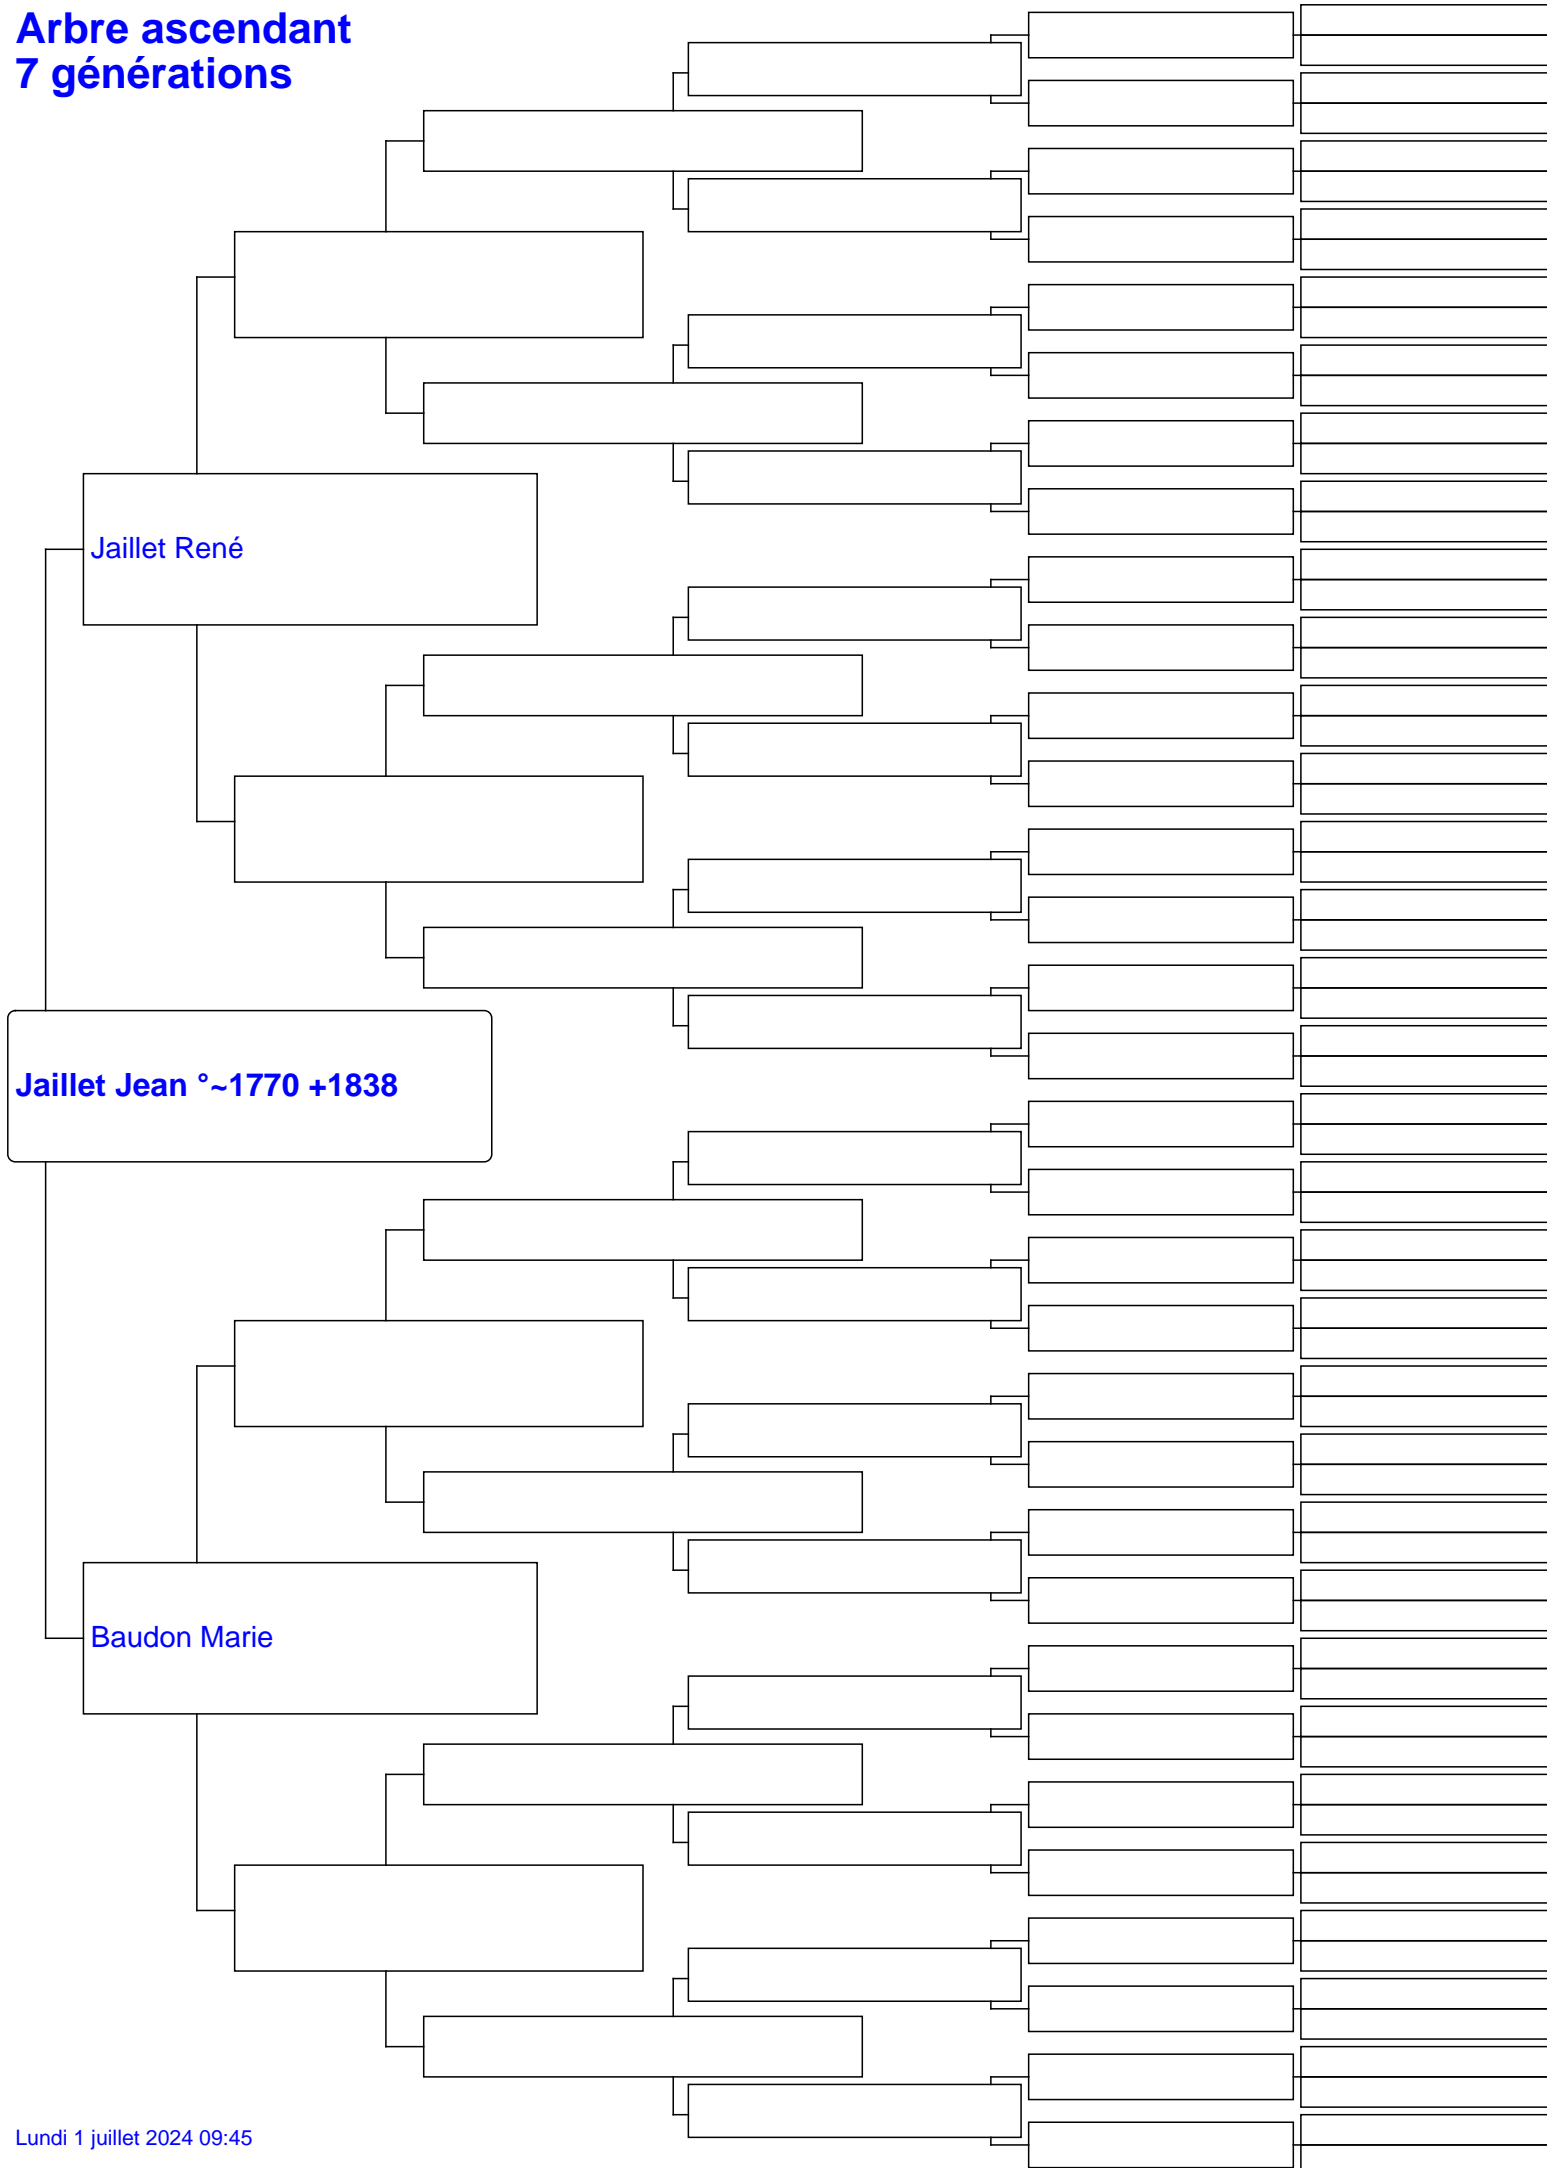 Arbre ascendant
7 générations
Jaillet René
Jaillet Jean °~1770 +1838
Baudon Marie
Lundi 1 juillet 2024 09:45